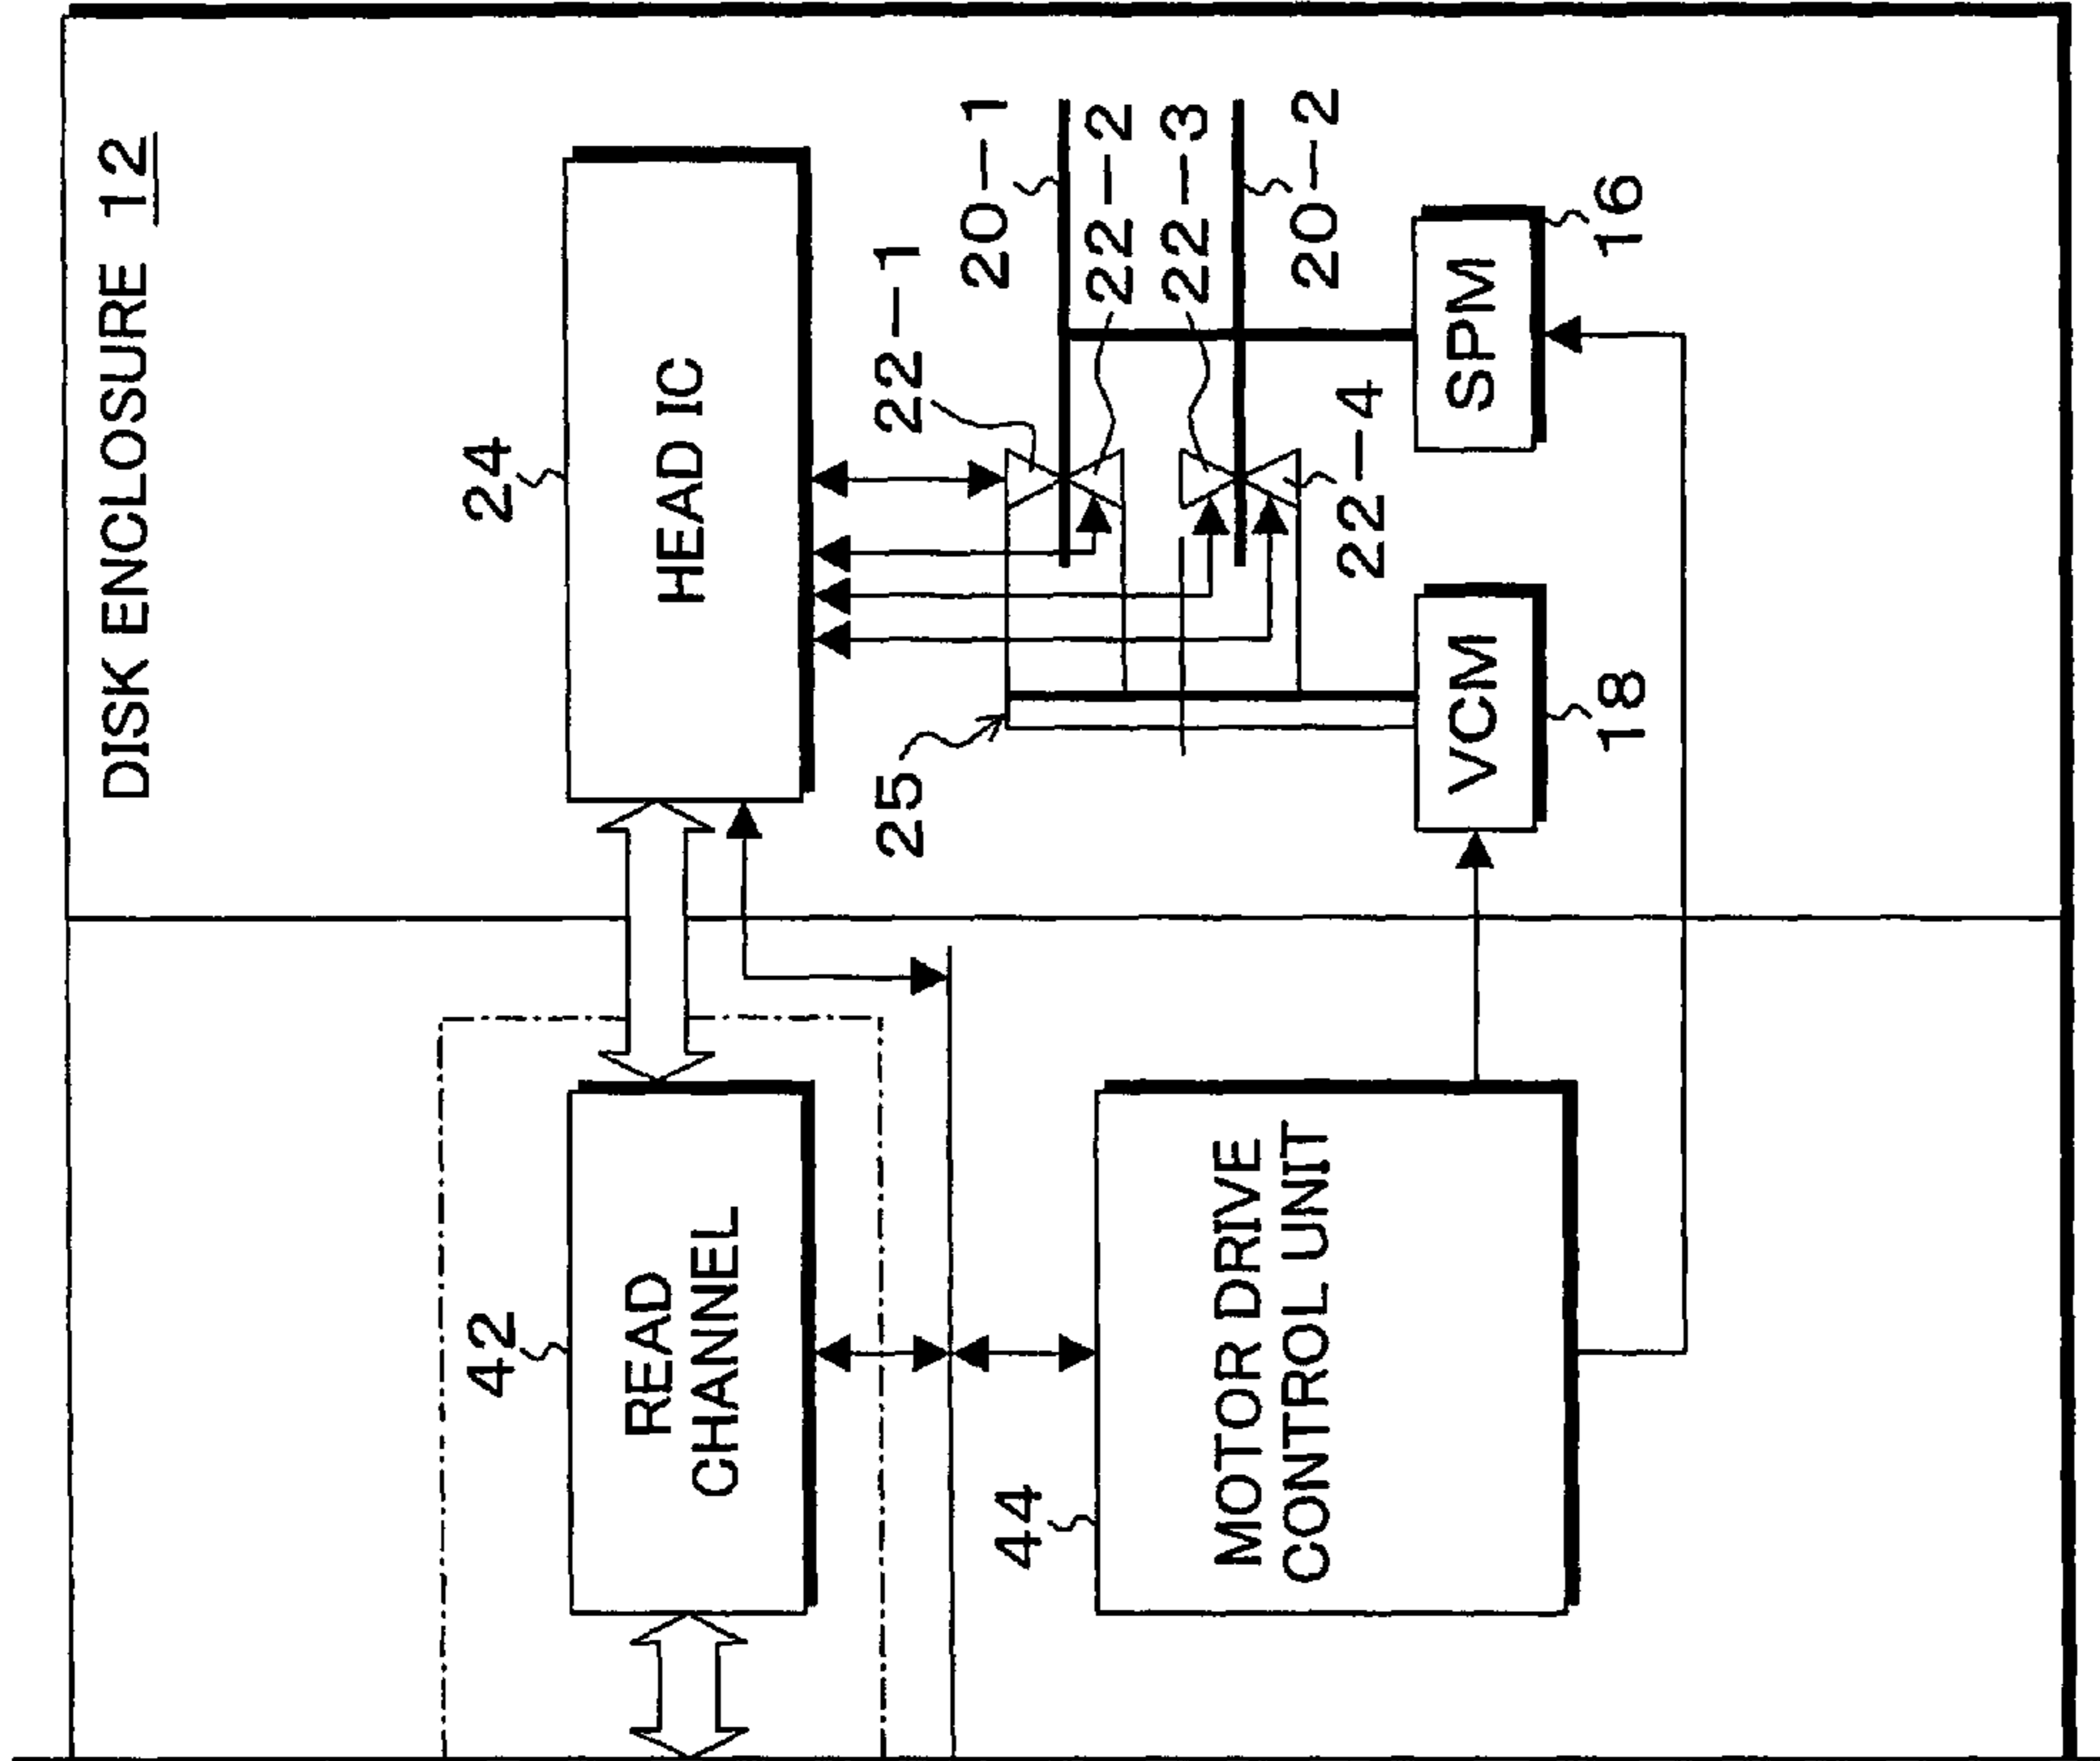 DISK ENCLOSURE 12
24
HEAD IC
42
READ
CHANNEL
22-1
20-1
22-2
22-3
20-2
25
22-4
44
MOTOR DRIVE
CONTROL UNIT
VCM
18
SPM
16